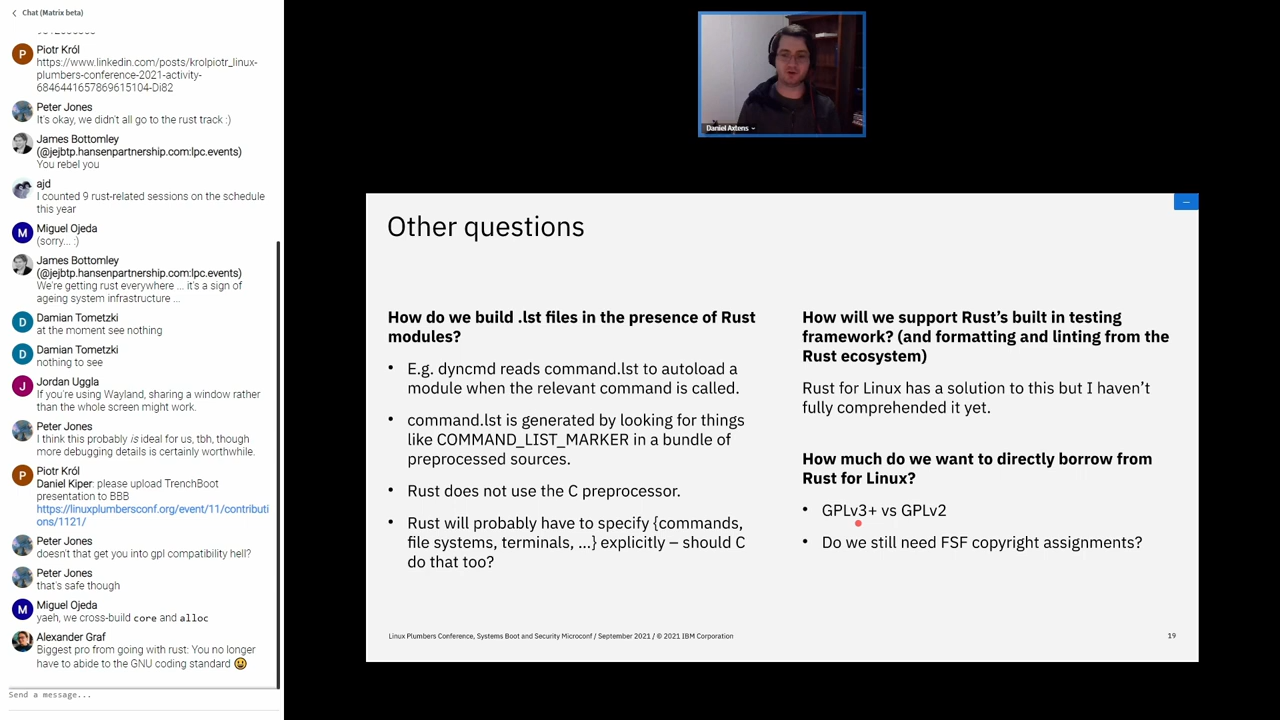 Chat (Matrix beta)
Piotr Król
https://www.linkedin.com/posts/krolpiotr_linux-
plumbers-conference-2021-activity-
6846441657869615104-Di82
Peter Jones
It's okay, we didn't all go to the rust track :)
James Bottomley
(@jejbtp.hansenpartnership.com:lpc.events)
You rebel you
ajd
I counted 9 rust-related sessions on the schedule
this year
Miguel Ojeda
(sorry... :)
James Bottomley
(@jejbtp.hansenpartnership.com:lpc.events)
We're getting rust everywhere ... it's a sign of
ageing system infrastructure ...
Damian Tometzki
at the moment see nothing
Damian Tometzki
nothing to see
Jordan Uggla
If you're using Wayland, sharing a window rather
than the whole screen might work.
Peter Jones
I think this probably is ideal for us, tbh, though
more debugging details is certainly worthwhile.
Piotr Król
Daniel Kiper: please upload TrenchBoot
presentation to BBB
https://linuxplumbersconf.org/event/11/contributi
ons/1121/
Peter Jones
doesn't that get you into gpl compatibility hell?
Peter Jones
that's safe though
Miguel Ojeda
yaeh, we cross-build core and alloc
Alexander Graf
Biggest pro from going with rust: You no longer
have to abide to the GNU coding standard 😀
Send a message...
Daniel Axtens
Other questions
How do we build .lst files in the presence of Rust
modules?
• E.g. dyncmd reads command.lst to autoload a
module when the relevant command is called.
• command.lst is generated by looking for things
like COMMAND_LIST_MARKER in a bundle of
preprocessed sources.
• Rust does not use the C preprocessor.
• Rust will probably have to specify {commands,
file systems, terminals, ...} explicitly – should C
do that too?
How will we support Rust's built in testing
framework? (and formatting and linting from the
Rust ecosystem)
Rust for Linux has a solution to this but I haven't
fully comprehended it yet.
How much do we want to directly borrow from
Rust for Linux?
• GPLv3+ vs GPLv2
• Do we still need FSF copyright assignments?
Linux Plumbers Conference, Systems Boot and Security Microconf / September 2021 / © 2021 IBM Corporation
19